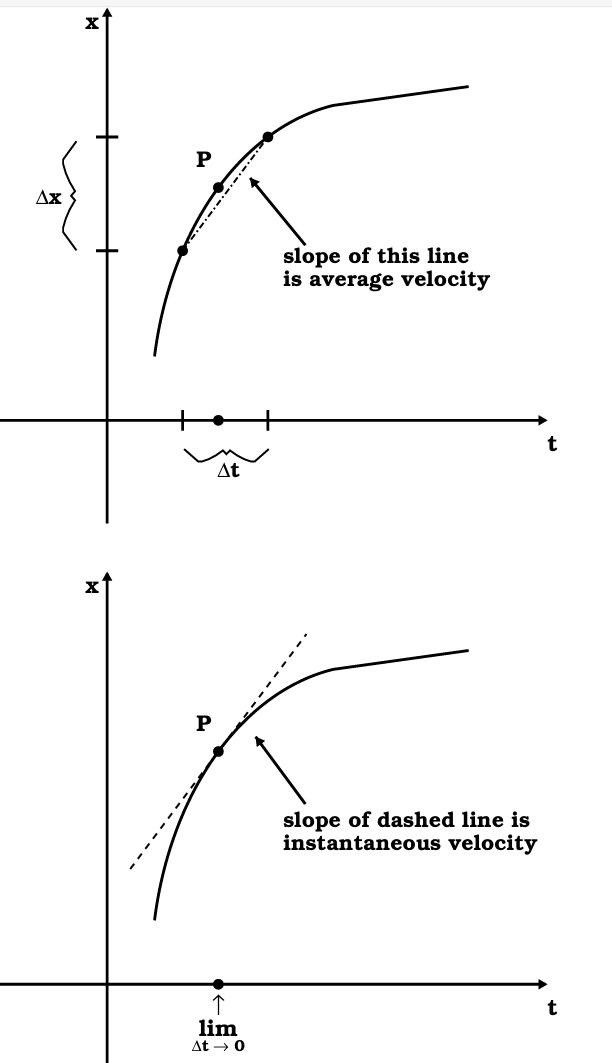 x
P
Δx
slope of this line
is average velocity
t
Δt
x
P
slope of dashed line is
instantaneous velocity
t
↑
lim
Δt → 0